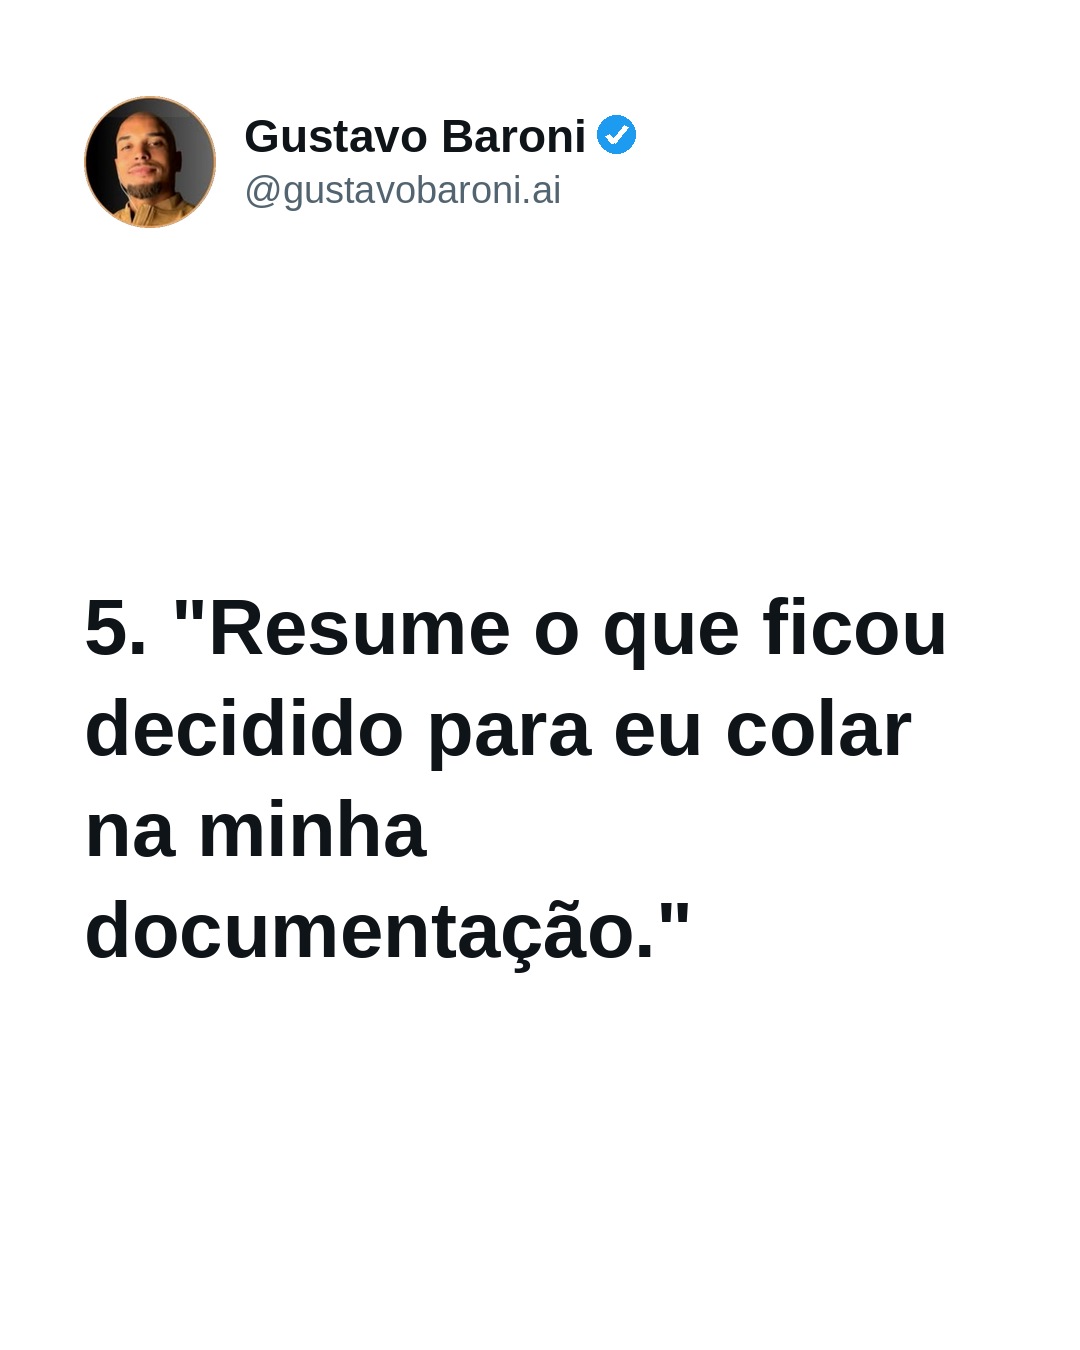 Gustavo Baroni
@gustavobaroni.ai
5. "Resume o que ficou
decidido para eu colar
na minha
documentação."